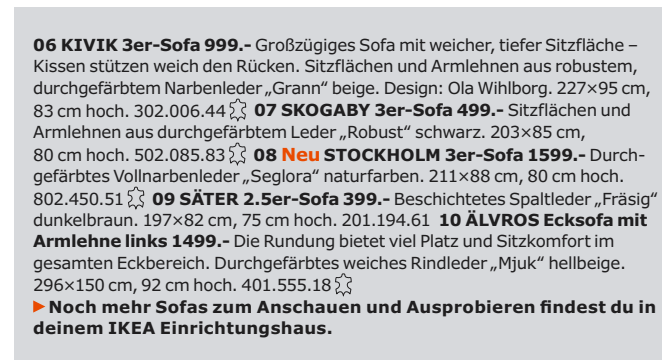 06 KIVIK 3er-Sofa 999.- Großzügiges Sofa mit weicher, tiefer Sitzfläche –
Kissen stützen weich den Rücken. Sitzflächen und Armlehnen aus robustem,
durchgefärbtem Narbenleder „Grann“ beige. Design: Ola Wihlborg. 227×95 cm,
83 cm hoch. 302.006.44 07 SKOGABY 3er-Sofa 499.- Sitzflächen und
Armlehnen aus durchgefärbtem Leder „Robust“ schwarz. 203×85 cm,
80 cm hoch. 502.085.83 08 Neu STOCKHOLM 3er-Sofa 1599.- Durch-
gefärbtes Vollnarbenleder „Seglora“ naturfarben. 211×88 cm, 80 cm hoch.
802.450.51 09 SÄTER 2.5er-Sofa 399.- Beschichtetes Spaltleder „Fräsig“
dunkelbraun. 197×82 cm, 75 cm hoch. 201.194.61 10 ÄLVROS Ecksofa mit
Armlehne links 1499.- Die Rundung bietet viel Platz und Sitzkomfort im
gesamten Eckbereich. Durchgefärbtes weiches Rindleder „Mjuk“ hellbeige.
296×150 cm, 92 cm hoch. 401.555.18
►Noch mehr Sofas zum Anschauen und Ausprobieren findest du in
deinem IKEA Einrichtungshaus.